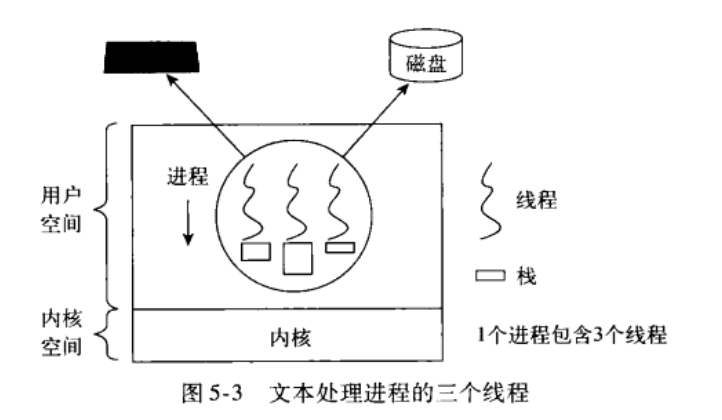 磁盘
进程
用户
空间
线程
栈
内核
空间
内核
1个进程包含3个线程
图 5-3 文本处理进程的三个线程